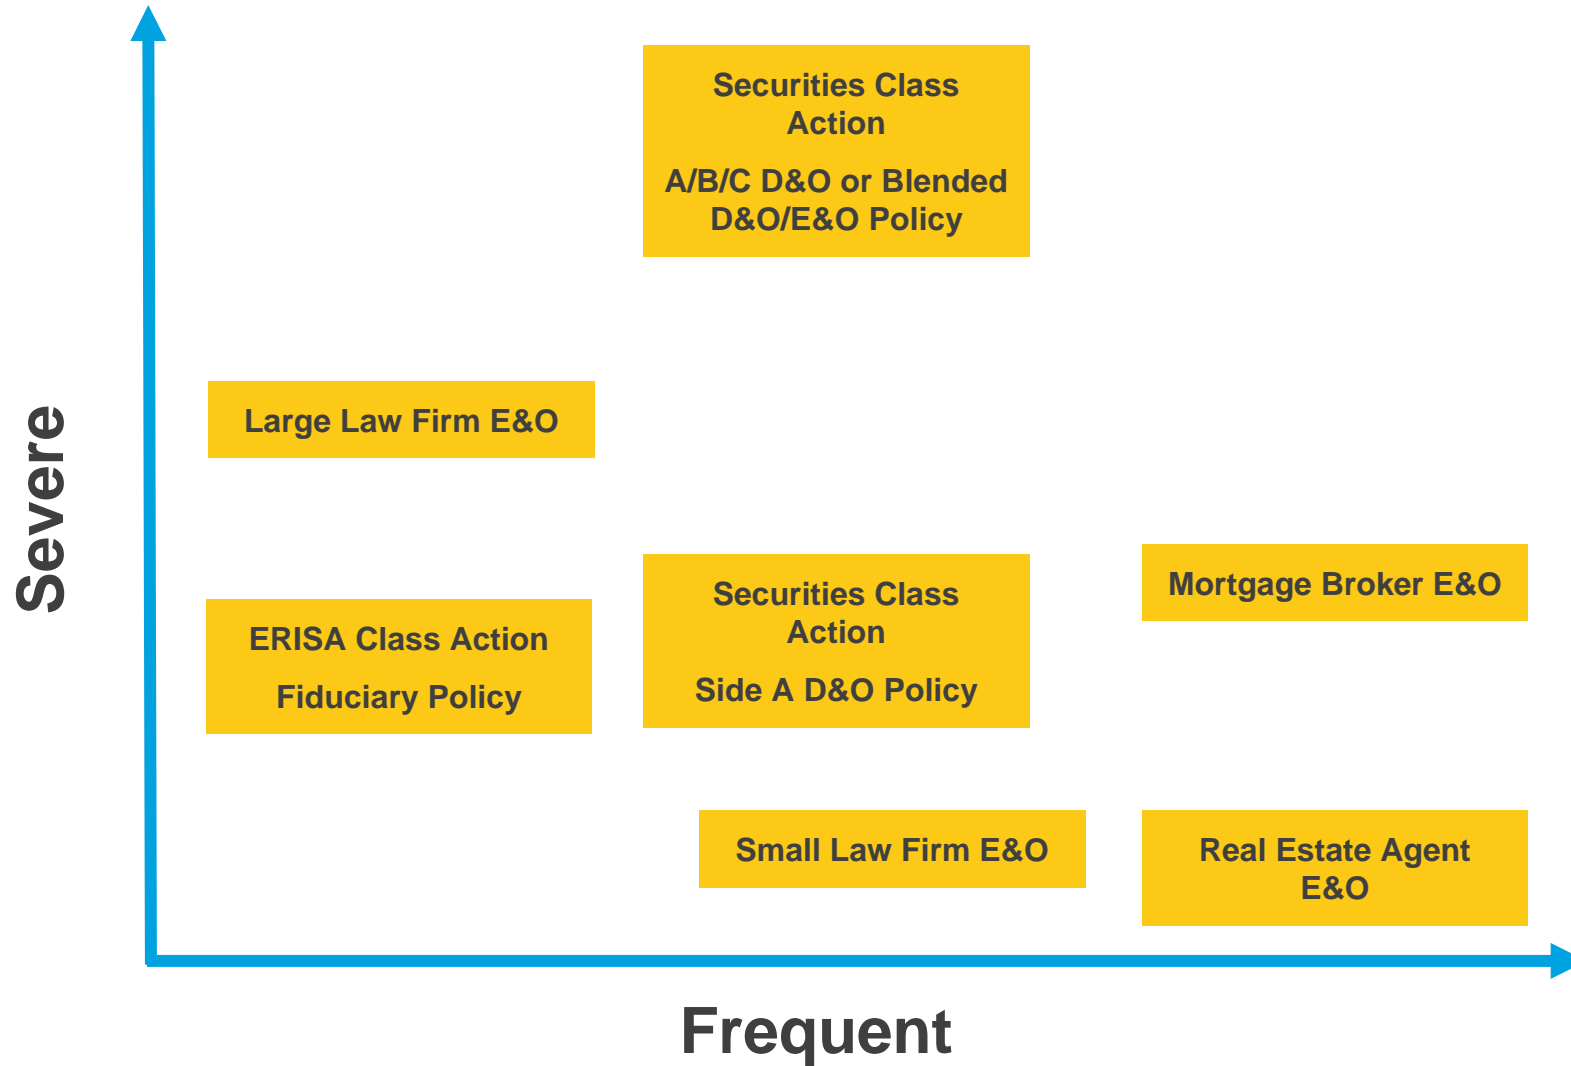 Securities Class
Action
A/B/C D&O or Blended
D&O/E&O Policy
Large Law Firm E&O
Severe
Securities Class
Action
Side A D&O Policy
Mortgage Broker E&O
ERISA Class Action
Fiduciary Policy
Small Law Firm E&O
Real Estate Agent
E&O
Frequent